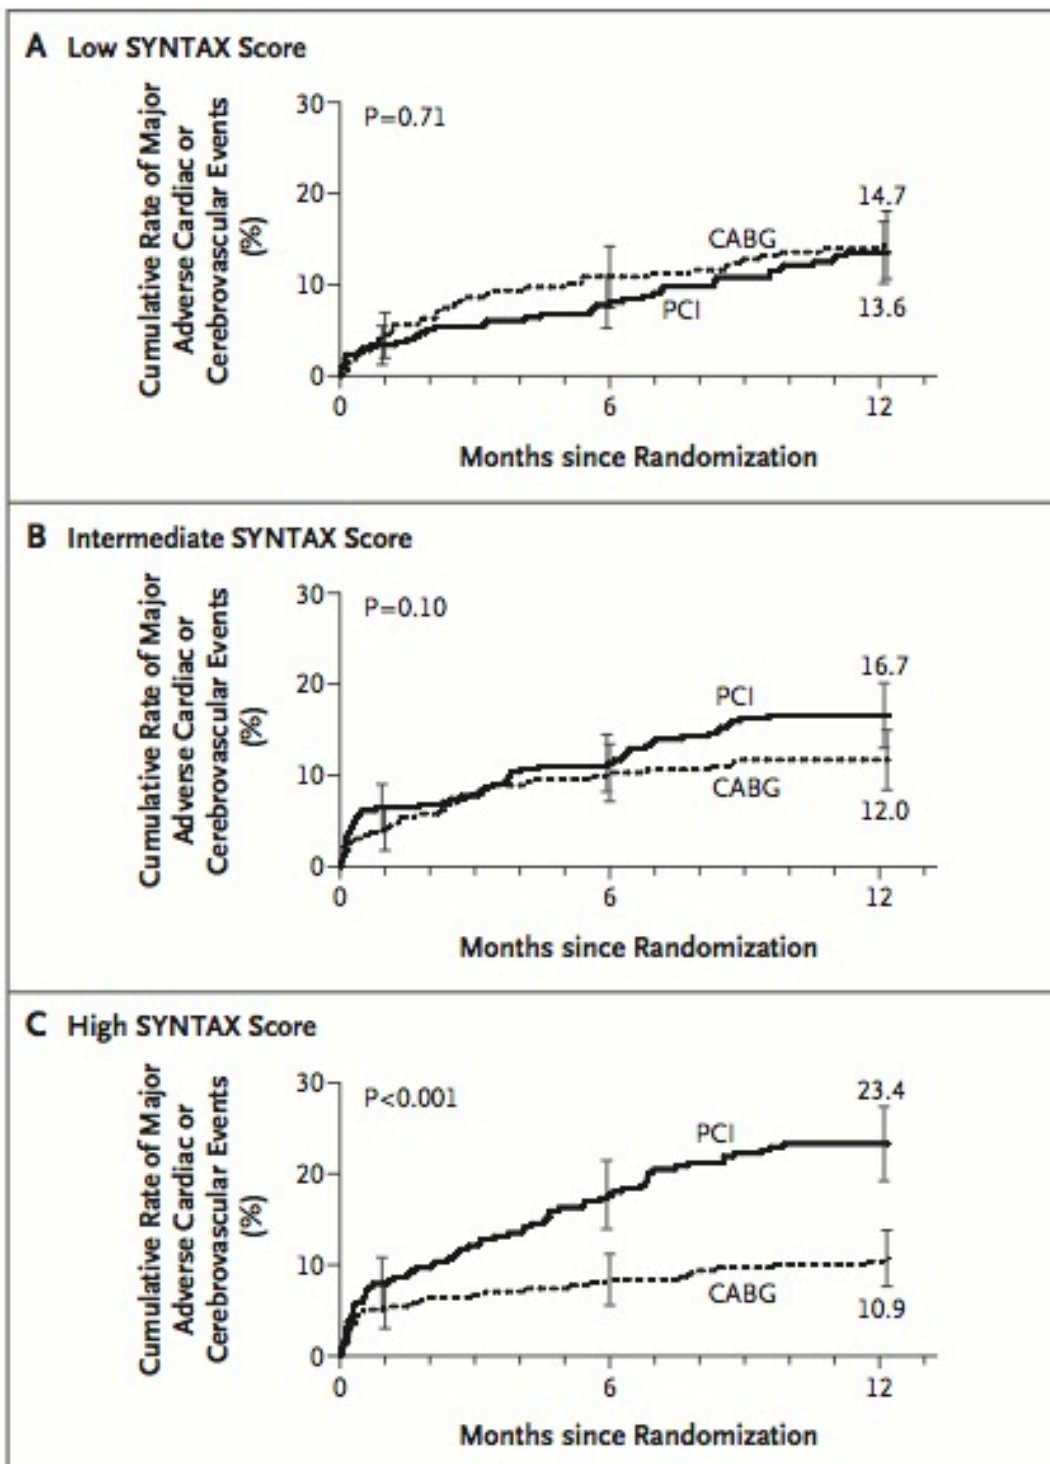 A Low SYNTAX Score
Cumulative Rate of Major
Adverse Cardiac or
Cerebrovascular Events
(%)
30
20
10
0
P=0.71
14.7
CABG
PCI
13.6
0 6 12
Months since Randomization
B Intermediate SYNTAX Score
Cumulative Rate of Major
Adverse Cardiac or
Cerebrovascular Events
(%)
30
20
10
0
P=0.10
16.7
PCI
CABG
12.0
0 6 12
Months since Randomization
C High SYNTAX Score
Cumulative Rate of Major
Adverse Cardiac or
Cerebrovascular Events
(%)
30
20
10
0
P<0.001
23.4
PCI
CABG
10.9
0 6 12
Months since Randomization